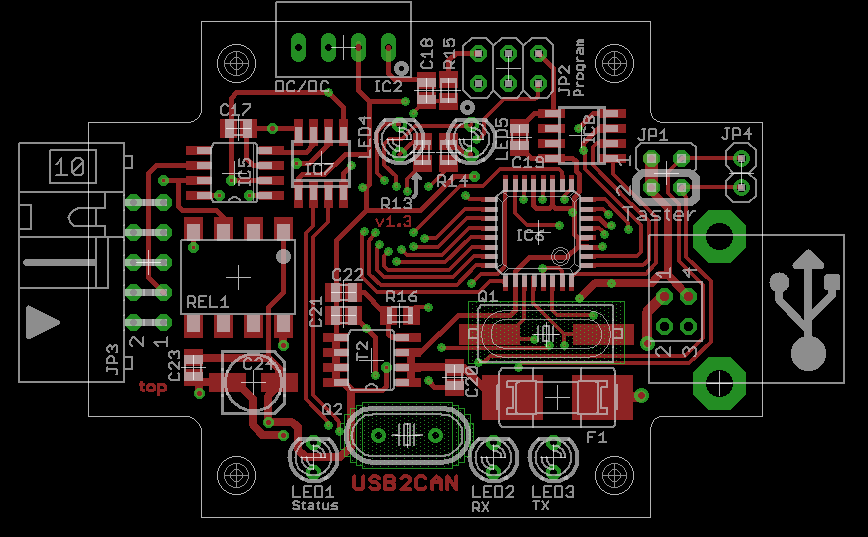 DC/DC
IC2
C18
R15
JP2
Program
C17
LED4
LED5
C19
IC3
1
2
JP1
JP4
10
IC5
R14
R13
v1.3
Taster
IC6
REL1
C22
C21
R16
Q1
1
4
2
3
JP3
2
1
C23
C24
T2
C20
top
Q2
F1
LED1
Status
USB2CAN
LED2
RX
LED3
TX